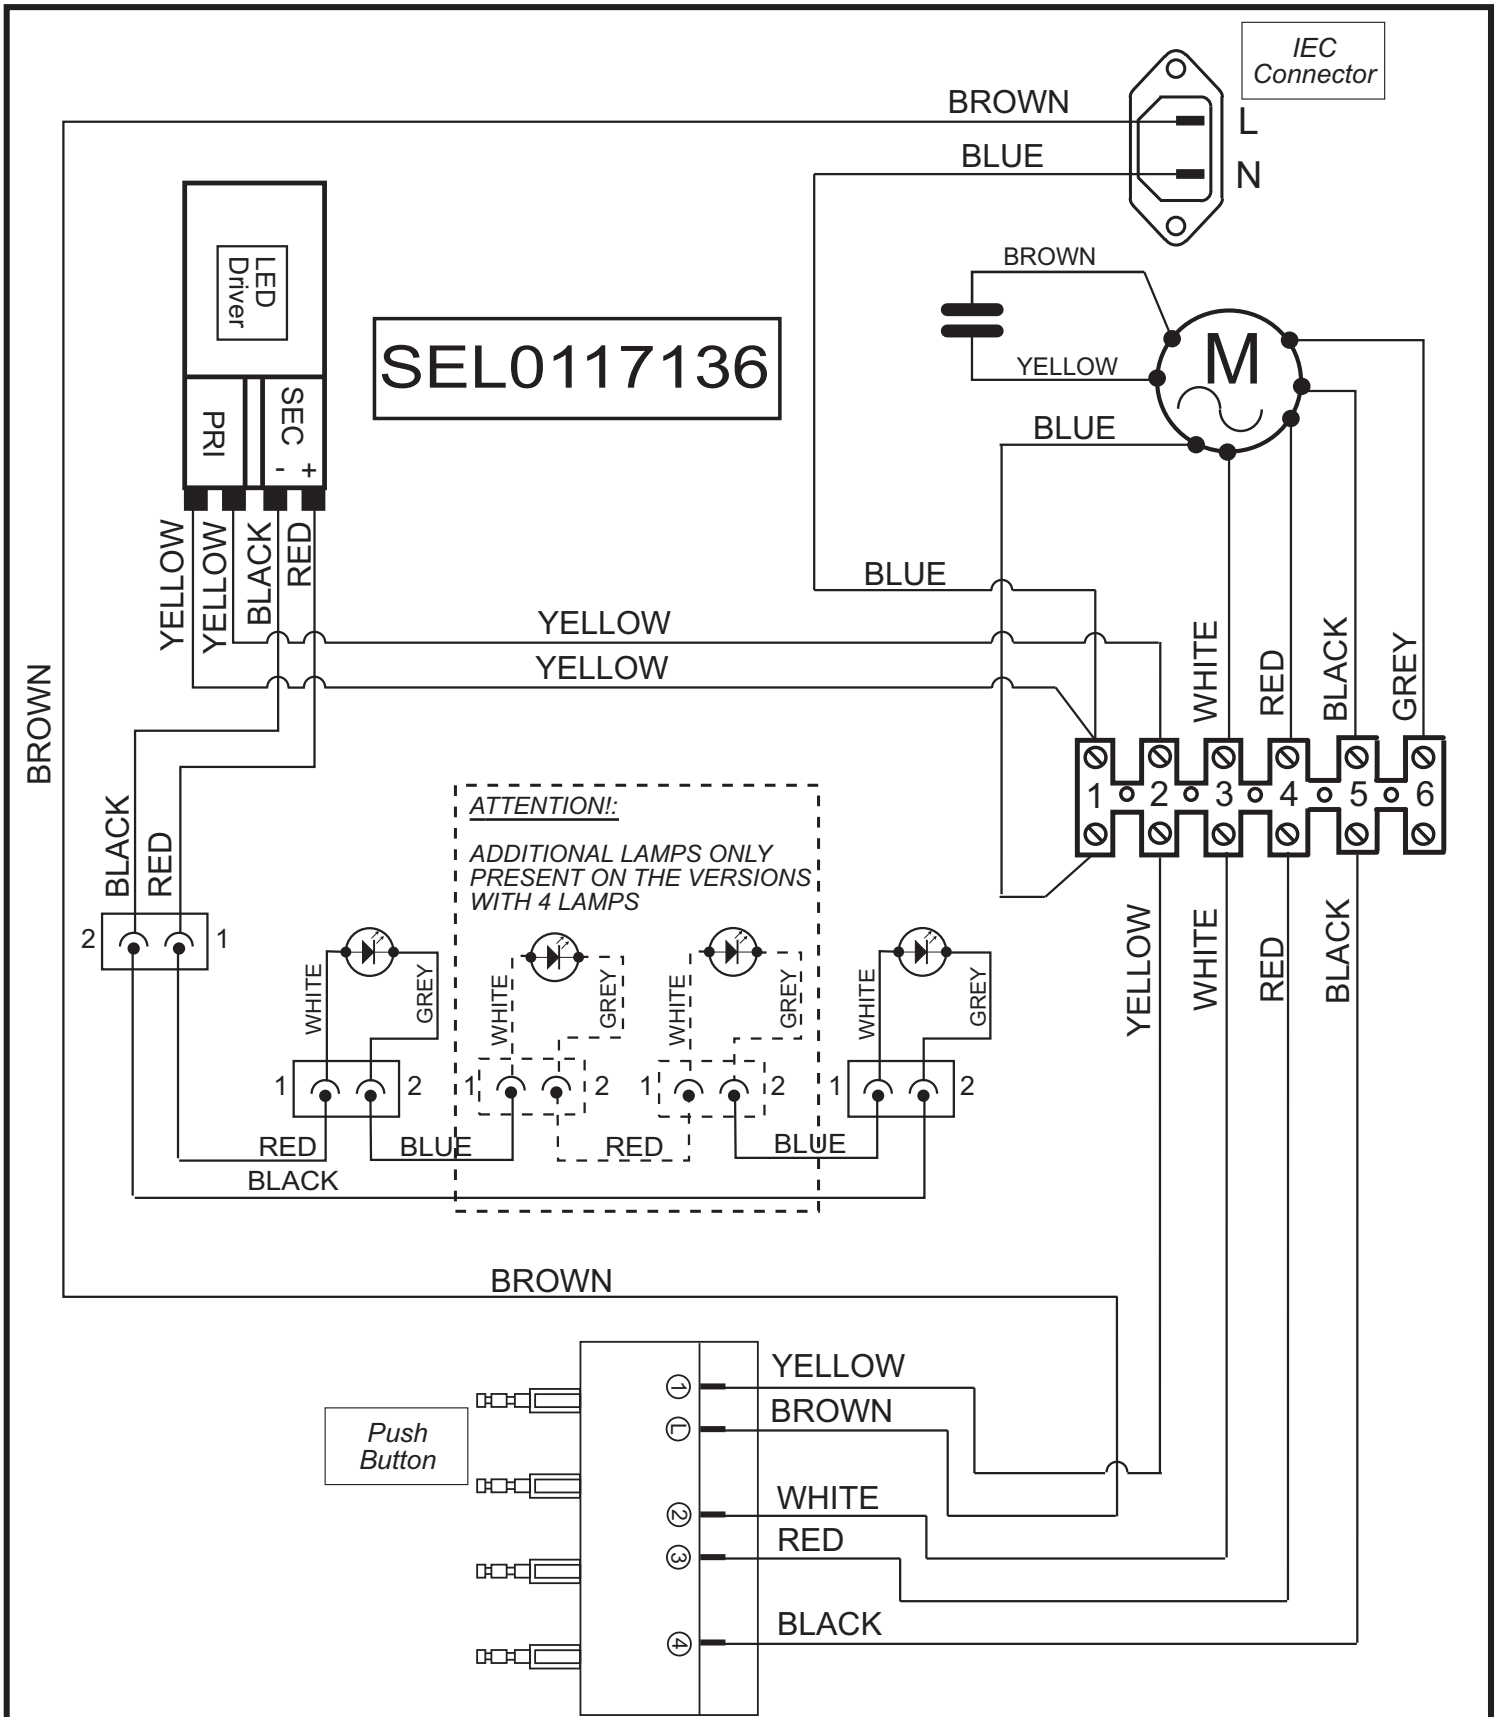 IEC
Connector
BROWN
L
BLUE
N
LED
Driver
BROWN
SEL0117136
YELLOW
M
PRI
SEC
- +
BLUE
YELLOW
YELLOW
BLACK
RED
BLUE
YELLOW
YELLOW
WHITE
RED
BLACK
GREY
BROWN
1
2
3
4
5
6
BLACK
RED
ATTENTION!:
ADDITIONAL LAMPS ONLY
PRESENT ON THE VERSIONS
WITH 4 LAMPS
2
1
WHITE
GREY
WHITE
GREY
WHITE
GREY
WHITE
GREY
YELLOW
WHITE
RED
BLACK
1
2
1
2
1
2
1
2
RED
BLUE
RED
BLUE
BLACK
BROWN
Push
Button
1
YELLOW
L
BROWN
2
WHITE
3
RED
4
BLACK